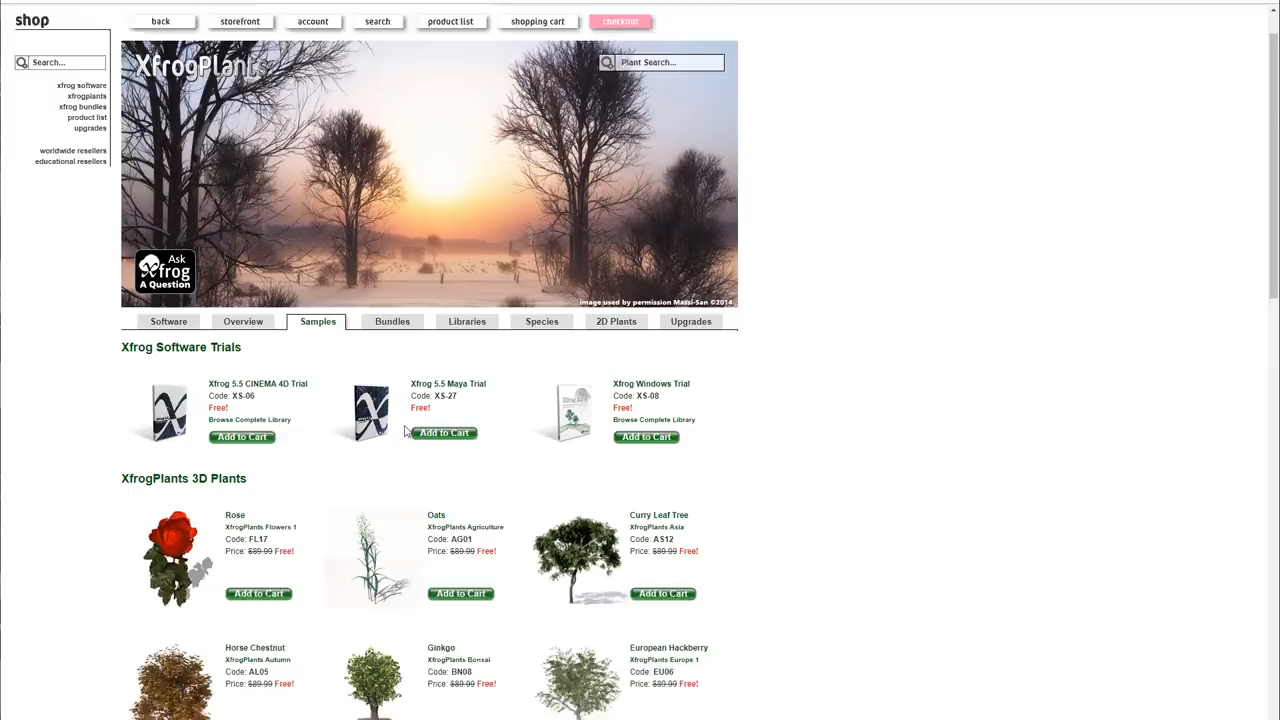 shop
back storefront account search product list shopping cart checkout
Search...
xfrog software
xfrogplants
xfrog bundles
product list
upgrades
worldwide resellers
educational resellers
XfrogPlants
Plant Search...
Ask
Xfrog
A Question
image used by permission Massi-San ©2014
Software Overview Samples Bundles Libraries Species 2D Plants Upgrades
Xfrog Software Trials
Xfrog 5.5 CINEMA 4D Trial
Code: XS-06
Free!
Browse Complete Library
Add to Cart
Xfrog 5.5 Maya Trial
Code: XS-27
Free!
Add to Cart
Xfrog Windows Trial
Code: XS-08
Free!
Browse Complete Library
Add to Cart
XfrogPlants 3D Plants
Rose
XfrogPlants Flowers 1
Code: FL17
Price: $89.99 Free!
Add to Cart
Oats
XfrogPlants Agriculture
Code: AG01
Price: $89.99 Free!
Add to Cart
Curry Leaf Tree
XfrogPlants Asia
Code: AS12
Price: $89.99 Free!
Add to Cart
Horse Chestnut
XfrogPlants Autumn
Code: AL05
Price: $89.99 Free!
Ginkgo
XfrogPlants Bonsai
Code: BN08
Price: $89.99 Free!
European Hackberry
XfrogPlants Europe 1
Code: EU06
Price: $89.99 Free!